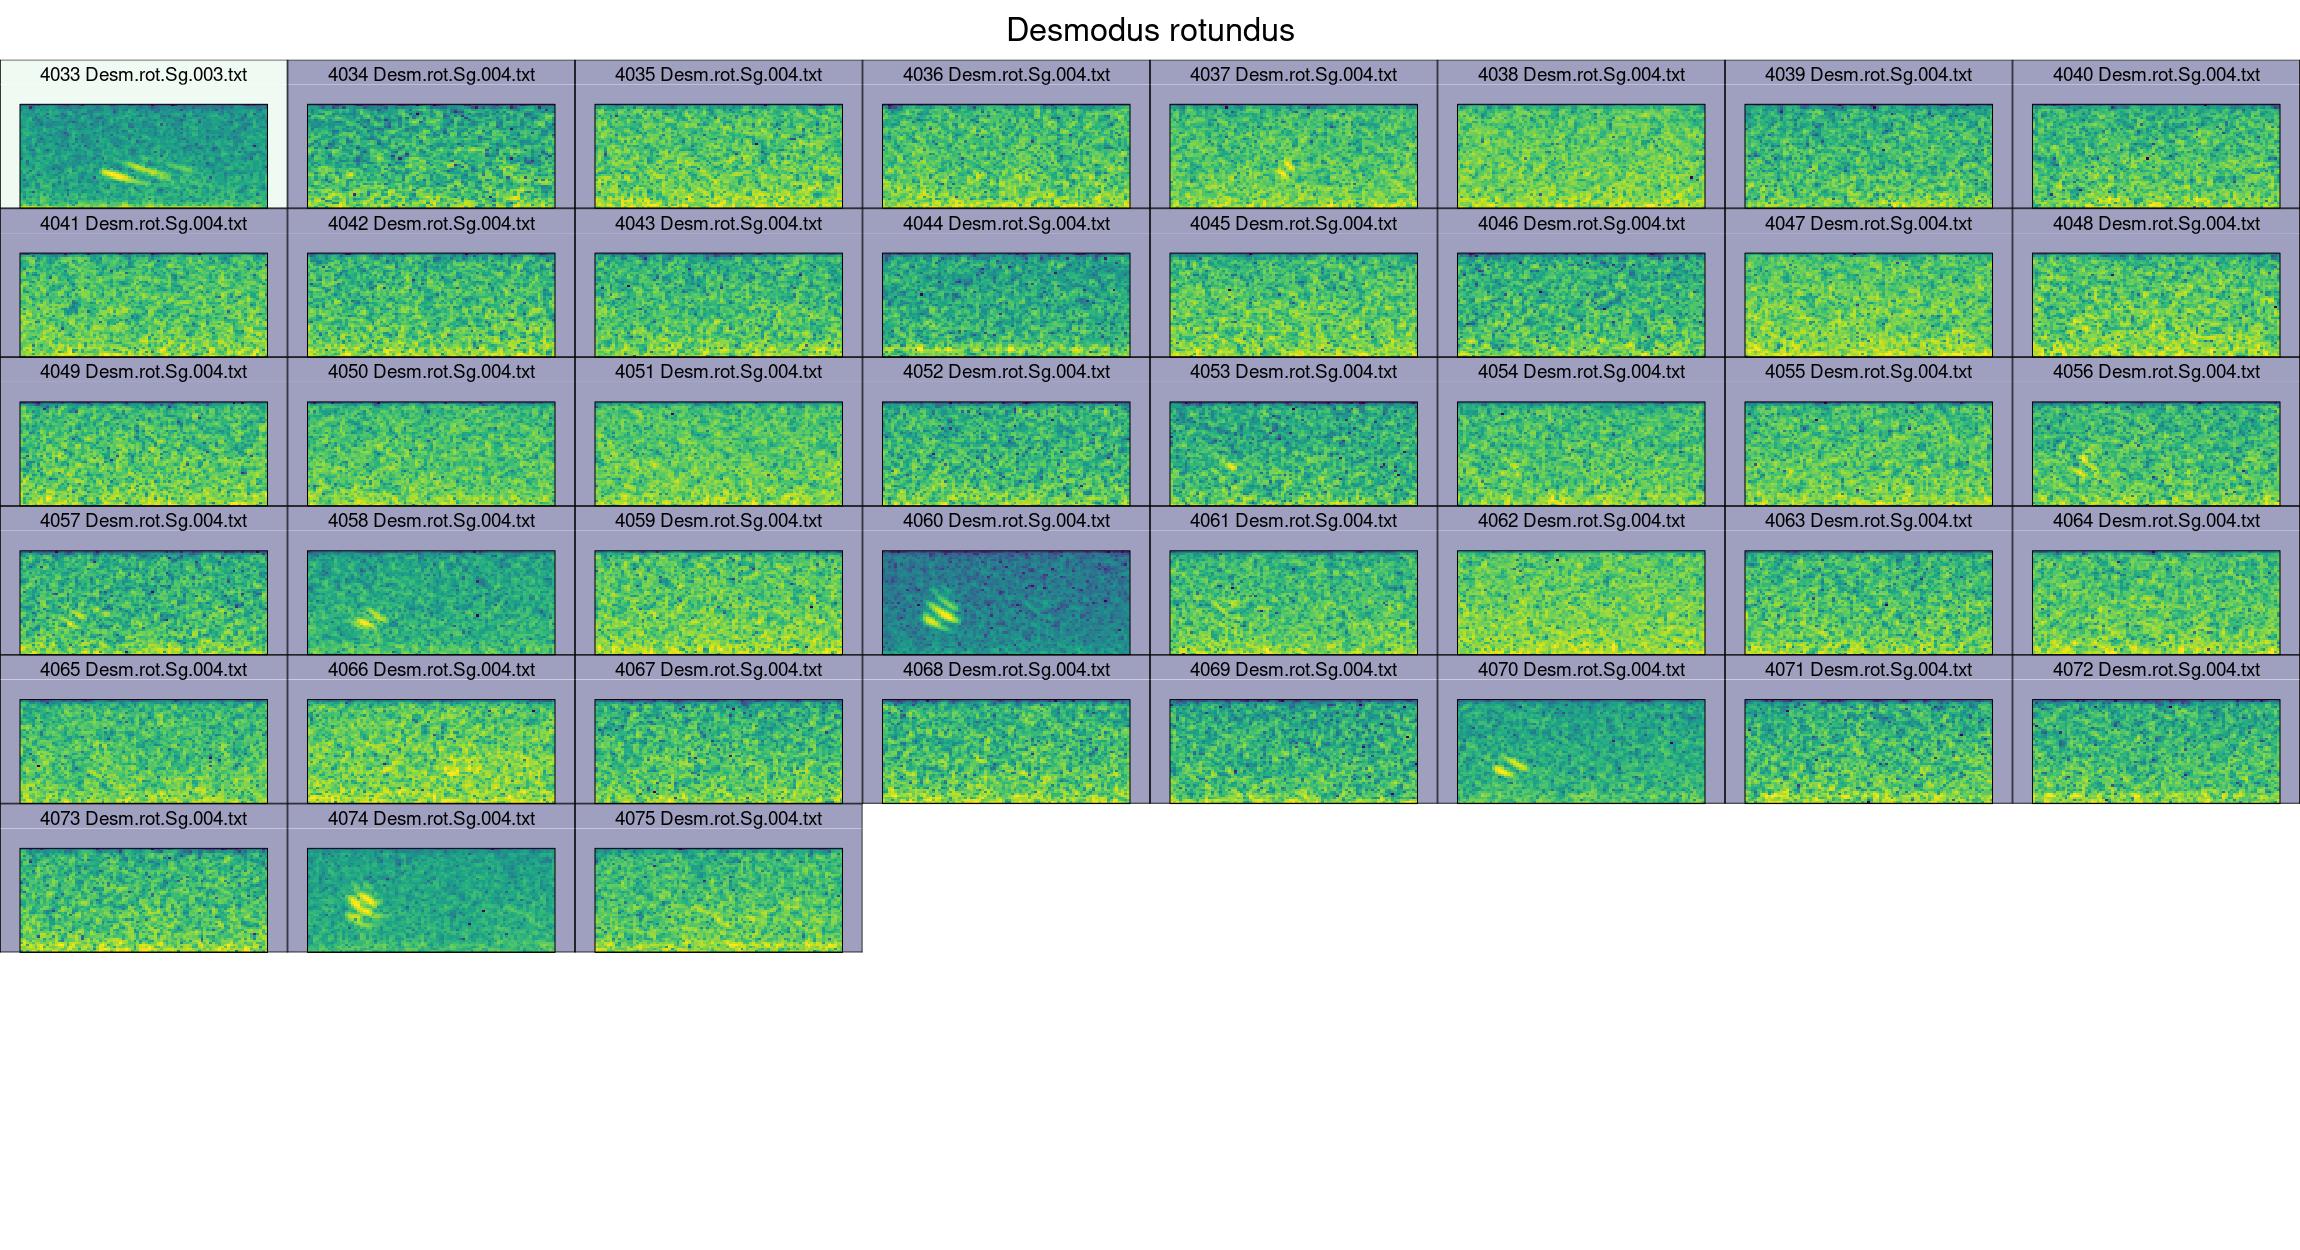 Desmodus rotundus
4033 Desm.rot.Sg.003.txt
4034 Desm.rot.Sg.004.txt
4035 Desm.rot.Sg.004.txt
4036 Desm.rot.Sg.004.txt
4037 Desm.rot.Sg.004.txt
4038 Desm.rot.Sg.004.txt
4039 Desm.rot.Sg.004.txt
4040 Desm.rot.Sg.004.txt
4041 Desm.rot.Sg.004.txt
4042 Desm.rot.Sg.004.txt
4043 Desm.rot.Sg.004.txt
4044 Desm.rot.Sg.004.txt
4045 Desm.rot.Sg.004.txt
4046 Desm.rot.Sg.004.txt
4047 Desm.rot.Sg.004.txt
4048 Desm.rot.Sg.004.txt
4049 Desm.rot.Sg.004.txt
4050 Desm.rot.Sg.004.txt
4051 Desm.rot.Sg.004.txt
4052 Desm.rot.Sg.004.txt
4053 Desm.rot.Sg.004.txt
4054 Desm.rot.Sg.004.txt
4055 Desm.rot.Sg.004.txt
4056 Desm.rot.Sg.004.txt
4057 Desm.rot.Sg.004.txt
4058 Desm.rot.Sg.004.txt
4059 Desm.rot.Sg.004.txt
4060 Desm.rot.Sg.004.txt
4061 Desm.rot.Sg.004.txt
4062 Desm.rot.Sg.004.txt
4063 Desm.rot.Sg.004.txt
4064 Desm.rot.Sg.004.txt
4065 Desm.rot.Sg.004.txt
4066 Desm.rot.Sg.004.txt
4067 Desm.rot.Sg.004.txt
4068 Desm.rot.Sg.004.txt
4069 Desm.rot.Sg.004.txt
4070 Desm.rot.Sg.004.txt
4071 Desm.rot.Sg.004.txt
4072 Desm.rot.Sg.004.txt
4073 Desm.rot.Sg.004.txt
4074 Desm.rot.Sg.004.txt
4075 Desm.rot.Sg.004.txt